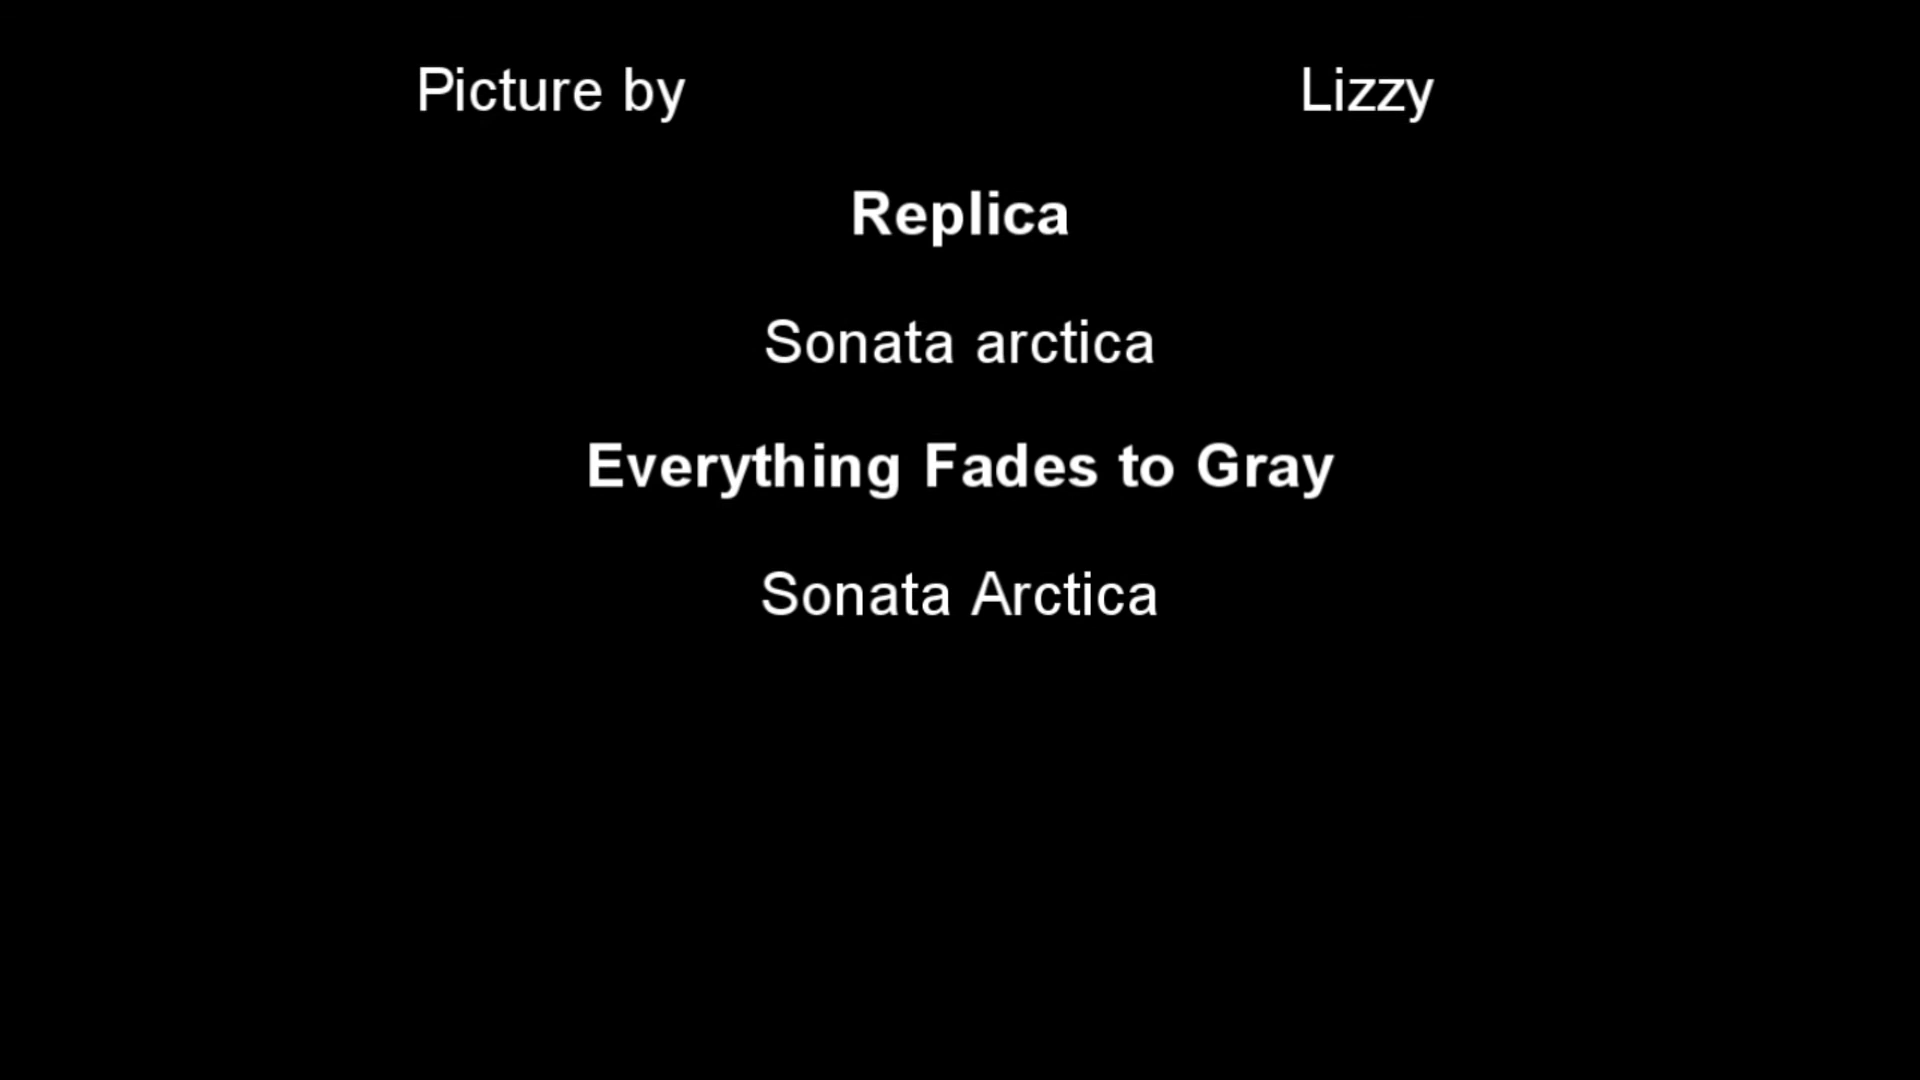 Picture by Lizzy
Replica
Sonata arctica
Everything Fades to Gray
Sonata Arctica